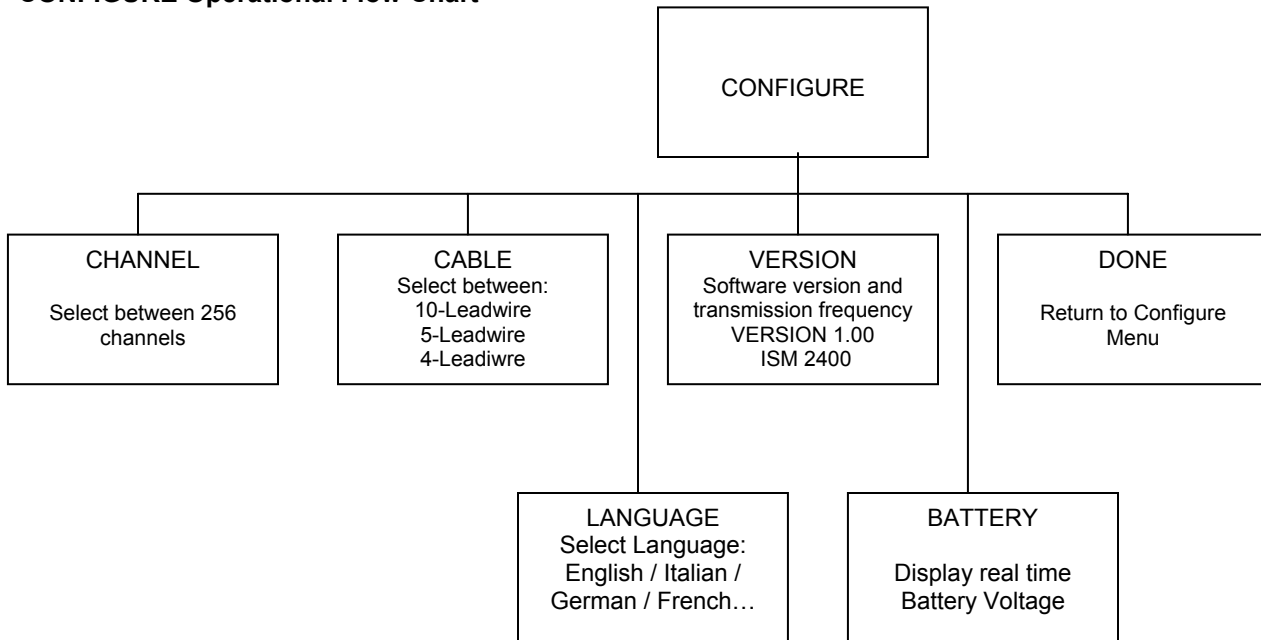 CONFIGURE Operational Flow Chart
CONFIGURE
CHANNEL
Select between 256
channels
CABLE
Select between:
10-Leadwire
5-Leadwire
4-Leadiwre
VERSION
Software version and
transmission frequency
VERSION 1.00
ISM 2400
DONE
Return to Configure
Menu
LANGUAGE
Select Language:
English / Italian /
German / French…
BATTERY
Display real time
Battery Voltage